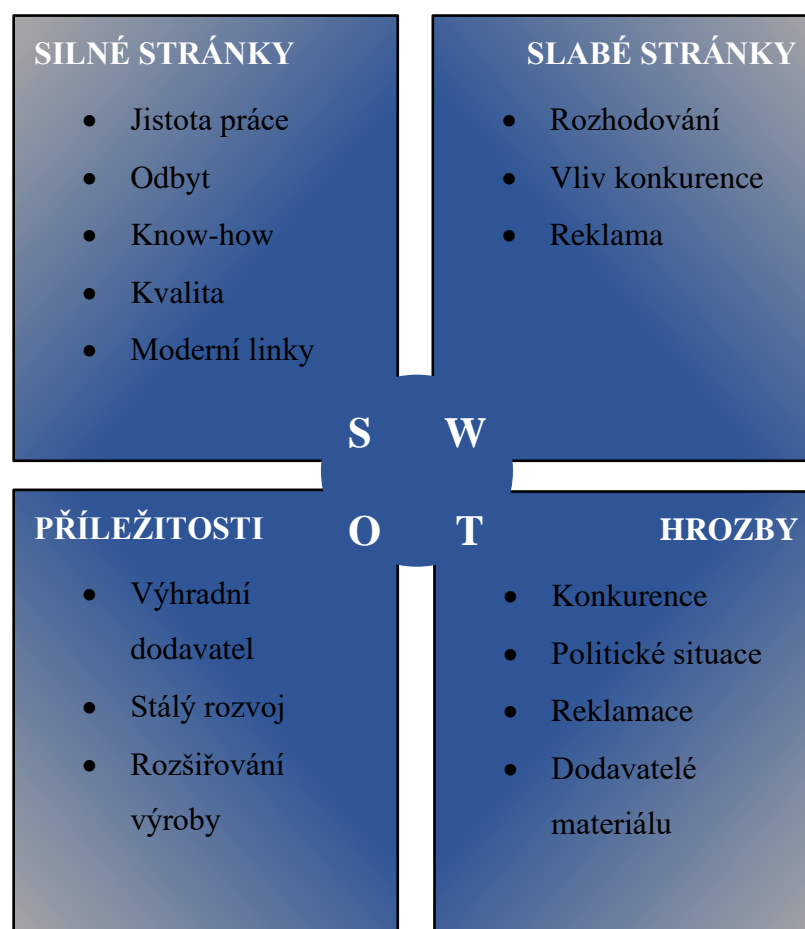 SILNÉ STRÁNKY
• Jistota práce
• Odbyt
• Know-how
• Kvalita
• Moderní linky
SLABÉ STRÁNKY
• Rozhodování
• Vliv konkurence
• Reklama
S W
O T
PŘÍLEŽITOSTI
• Výhradní
dodavatel
• Stálý rozvoj
• Rozšiřování
výroby
HROZBY
• Konkurence
• Politické situace
• Reklamace
• Dodavatelé
materiálu